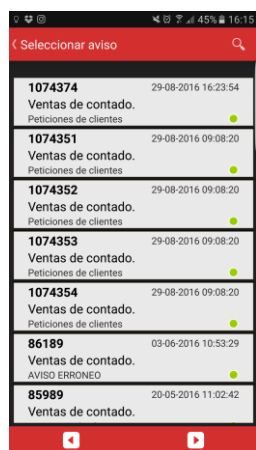 45% 16:15
Seleccionar aviso
1074374 29-08-2016 16:23:54
Ventas de contado.
Peticiones de clientes
1074351 29-08-2016 09:08:20
Ventas de contado.
Peticiones de clientes
1074352 29-08-2016 09:08:20
Ventas de contado.
Peticiones de clientes
1074353 29-08-2016 09:08:20
Ventas de contado.
Peticiones de clientes
1074354 29-08-2016 09:08:20
Ventas de contado.
Peticiones de clientes
86189 03-06-2016 10:53:29
Ventas de contado.
AVISO ERRONEO
85989 20-05-2016 11:02:42
Ventas de contado.